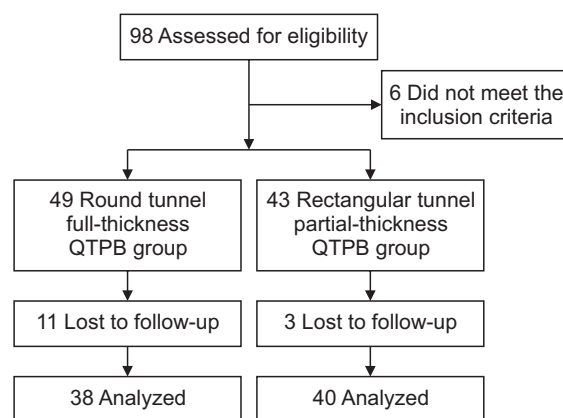 98 Assessed for eligibility
6 Did not meet the
inclusion criteria
49 Round tunnel
full-thickness
QTPB group
43 Rectangular tunnel
partial-thickness
QTPB group
11 Lost to follow-up
3 Lost to follow-up
38 Analyzed
40 Analyzed